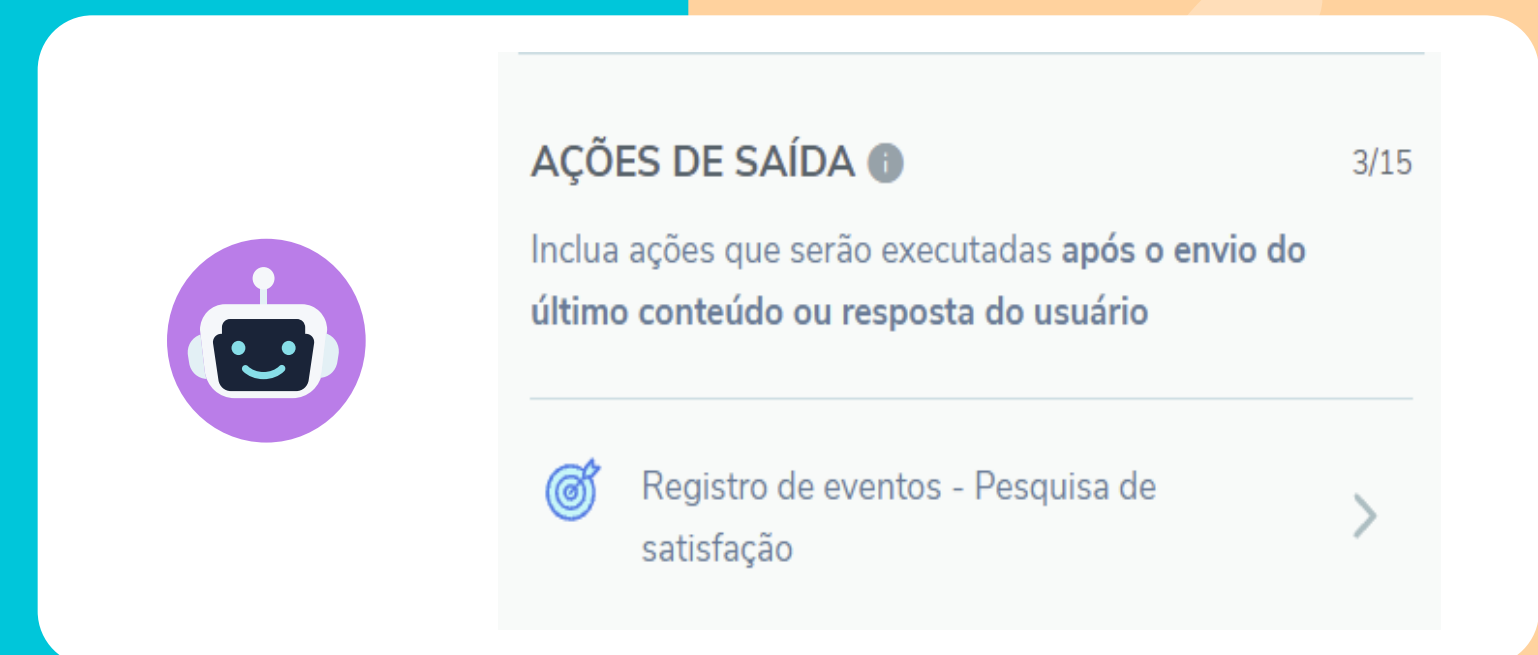 AÇÕES DE SAÍDA i 3/15
Inclua ações que serão executadas após o envio do
último conteúdo ou resposta do usuário
Registro de eventos - Pesquisa de
satisfação